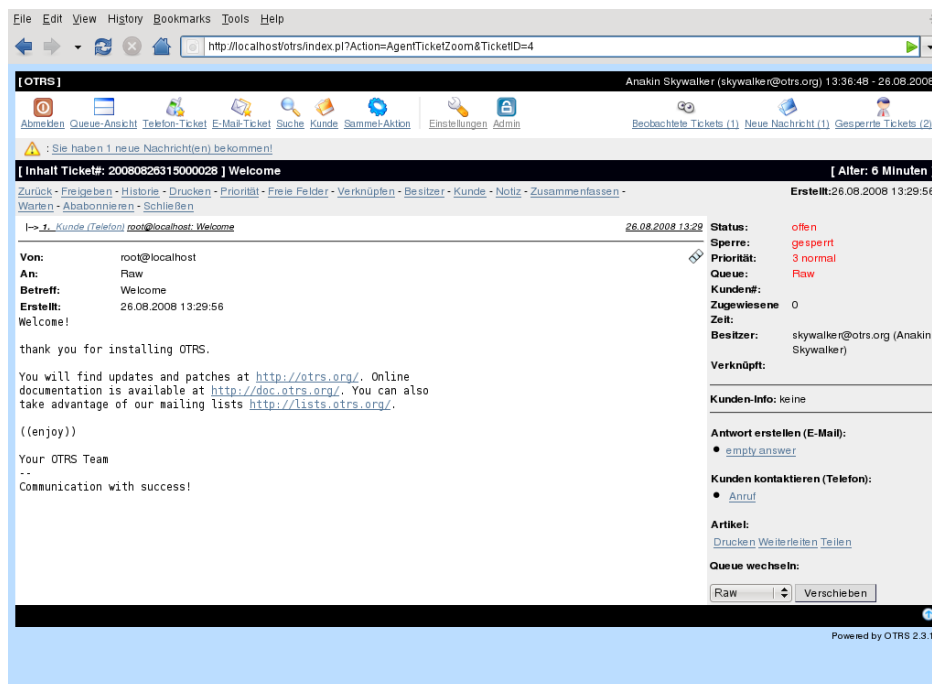 File Edit View History Bookmarks Tools Help
http://localhost/otrs/index.pl?Action=AgentTicketZoom&TicketID=4
[ OTRS ] Anakin Skywalker (skywalker@otrs.org) 13:36:48 - 26.08.2008
Abmelden Queue-Ansicht Telefon-Ticket E-Mail-Ticket Suche Kunde Sammel-Aktion Einstellungen Admin Beobachtete Tickets (1) Neue Nachricht (1) Gesperrte Tickets (2)
: Sie haben 1 neue Nachricht(en) bekommen!
[ Inhalt Ticket#: 20080826315000028 ] Welcome [ Alter: 6 Minuten ]
Zurück - Freigeben - Historie - Drucken - Priorität - Freie Felder - Verknüpfen - Besitzer - Kunde - Notiz - Zusammenfassen -
Warten - Ababonnieren - Schließen
Erstellt:26.08.2008 13:29:56
|-> 1. Kunde (Telefon) root@localhost: Welcome 26.08.2008 13:29
Von: root@localhost
An: Raw
Betreff: Welcome
Erstellt: 26.08.2008 13:29:56
Welcome!
thank you for installing OTRS.
You will find updates and patches at http://otrs.org/. Online
documentation is available at http://doc.otrs.org/. You can also
take advantage of our mailing lists http://lists.otrs.org/.
((enjoy))
Your OTRS Team
--
Communication with success!
Status: offen
Sperre: gesperrt
Priorität: 3 normal
Queue: Raw
Kunden#:
Zugewiesene 0
Zeit:
Besitzer: skywalker@otrs.org (Anakin
Skywalker)
Verknüpft:
Kunden-Info: keine
Antwort erstellen (E-Mail):
empty answer
Kunden kontaktieren (Telefon):
Anruf
Artikel:
Drucken Weiterleiten Teilen
Queue wechseln:
Raw Verschieben
Powered by OTRS 2.3.1